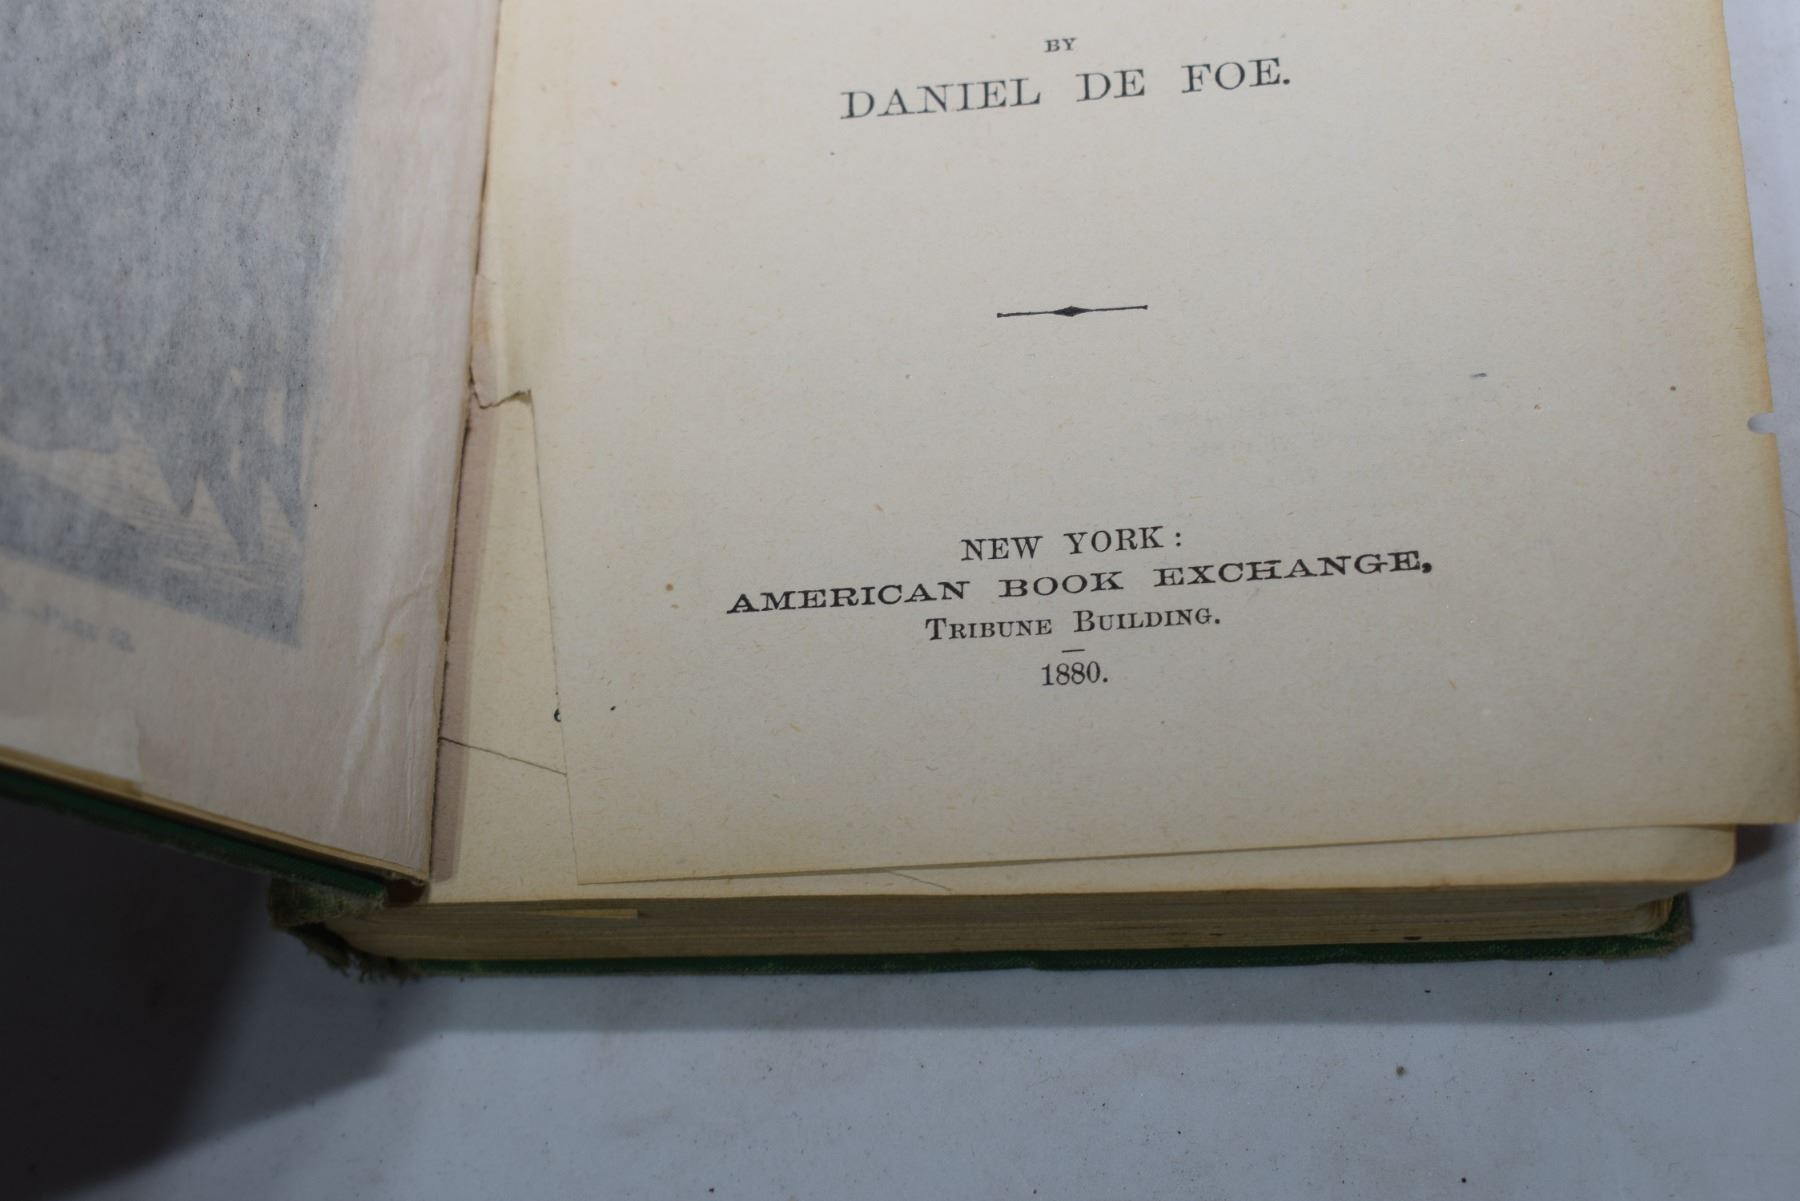 BY
DANIEL DE FOE.
NEW YORK:
AMERICAN BOOK EXCHANGE,
TRIBUNE BUILDING.
1880.